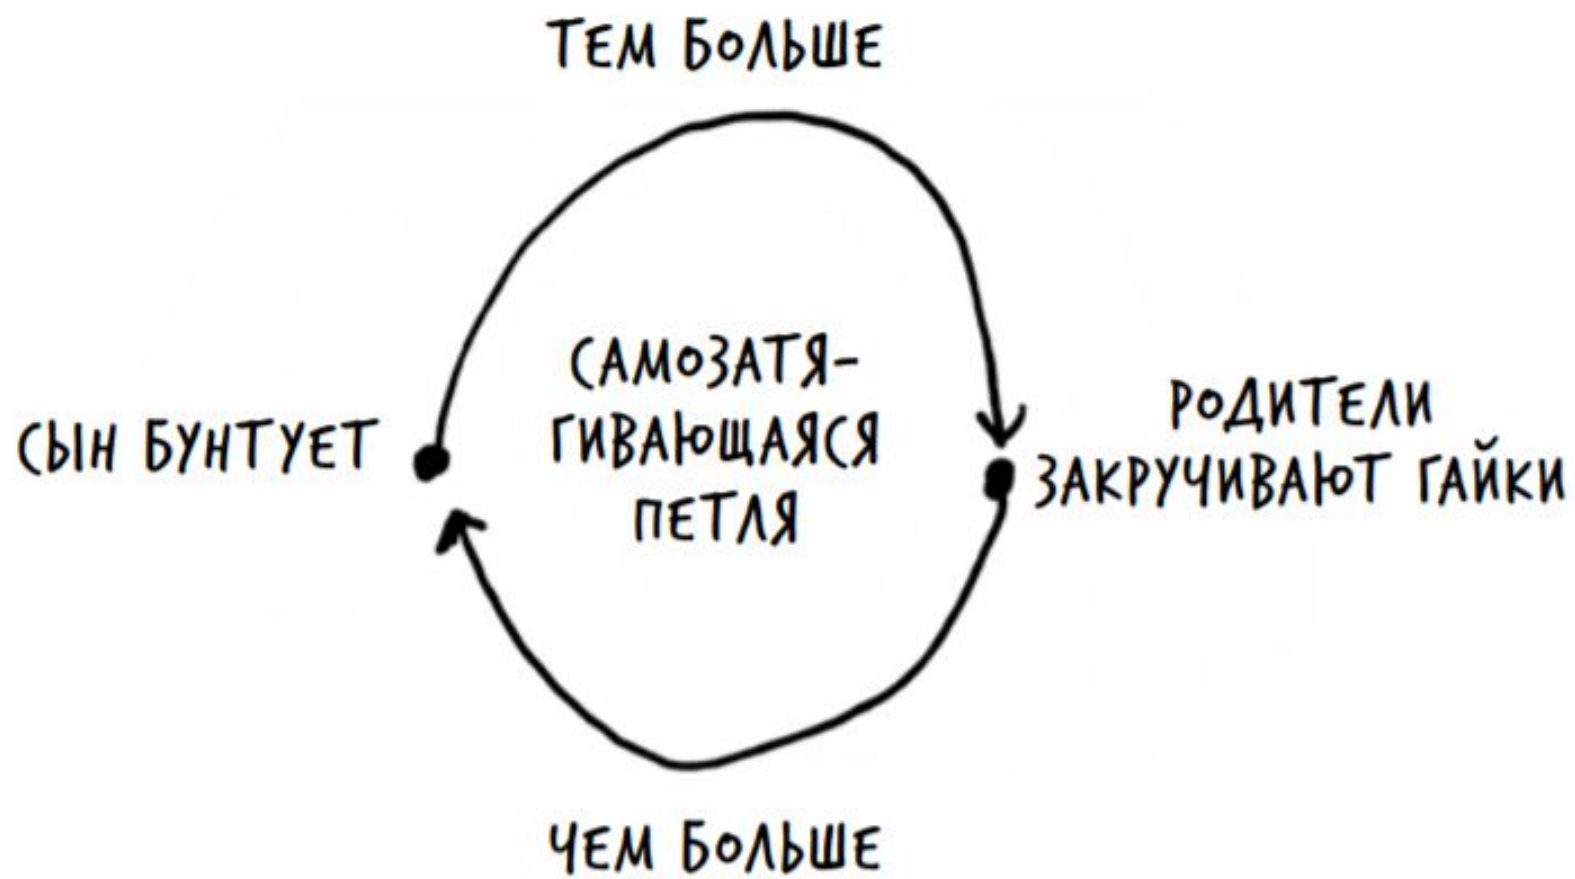 ТЕМ БОЛЬШЕ
САМОЗАТЯ-
ГИВАЮЩАЯСЯ
ПЕТЛЯ
СЫН БУНТУЕТ
РОДИТЕЛИ
ЗАКРУЧИВАЮТ ГАЙКИ
ЧЕМ БОЛЬШЕ